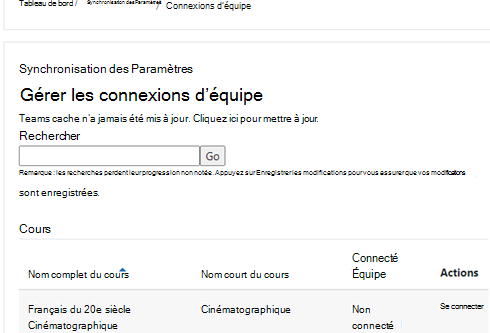 Tableau de bord / Synchronisation des Paramètres / Connexions d'équipe
Synchronisation des Paramètres
Gérer les connexions d'équipe
Teams cache n'a jamais été mis à jour. Cliquez ici pour mettre à jour.
Rechercher
Go
Remarque : les recherches perdent leur progression non notée. Appuyez sur Enregistrer les modifications pour vous assurer que vos modifications
sont enregistrées.
Cours
Connecté
Nom complet du cours Nom court du cours Équipe Actions
Français du 20e siècle Cinématographique Non Se connecter
Cinématographique connecté